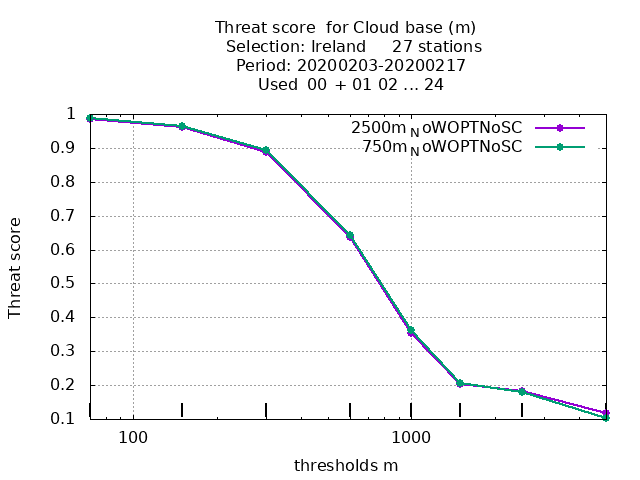 Threat score  for Cloud base (m)
Selection: Ireland     27 stations
Period: 20200203-20200217
Used  00  + 01 02 ... 24
2500m_NoWOPTNoSC
750m_NoWOPTNoSC
1
0.9
0.8
0.7
0.6
0.5
0.4
0.3
0.2
0.1
Threat score
100
1000
thresholds m